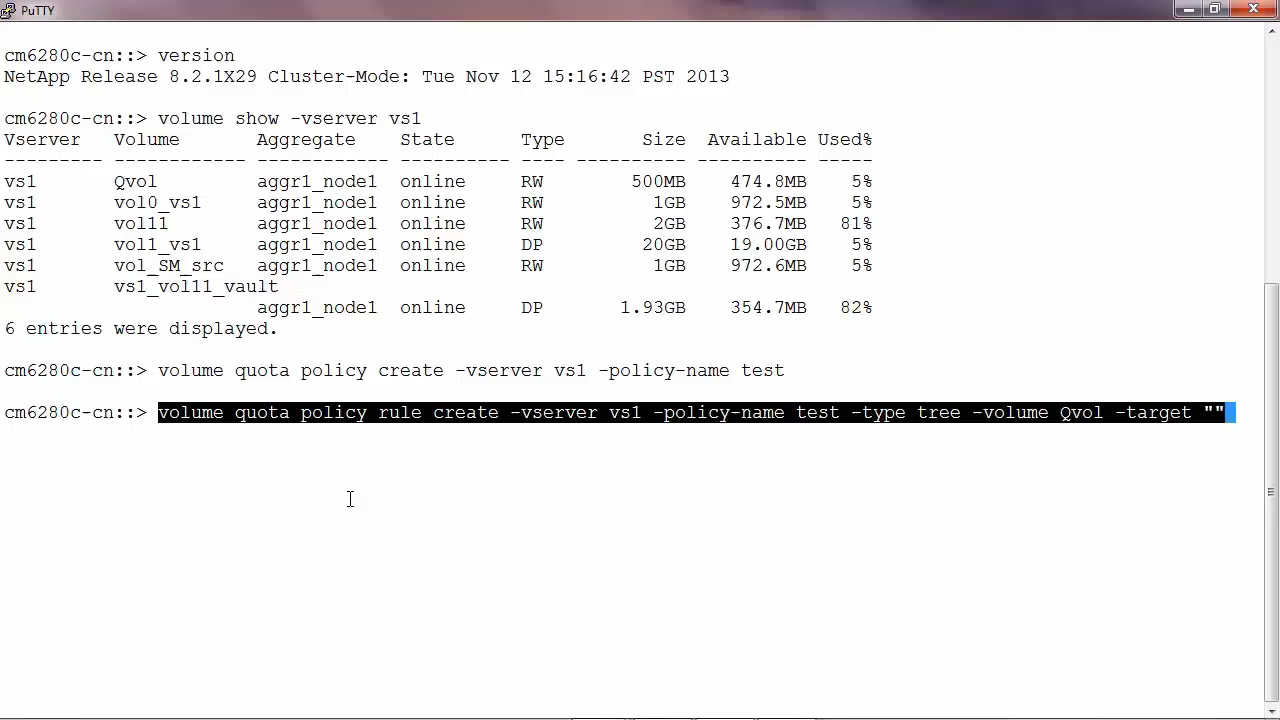 PuTTY
cm6280c-cn::> version
NetApp Release 8.2.1X29 Cluster-Mode: Tue Nov 12 15:16:42 PST 2013
cm6280c-cn::> volume show -vserver vs1
Vserver   Volume       Aggregate    State      Type       Size  Available Used%
--------- ------------ ------------ ---------- ---- ---------- ---------- -----
vs1       Qvol         aggr1_node1  online     RW        500MB    474.8MB    5%
vs1       vol0_vs1     aggr1_node1  online     RW          1GB    972.5MB    5%
vs1       vol11        aggr1_node1  online     RW          2GB    376.7MB   81%
vs1       vol1_vs1     aggr1_node1  online     DP         20GB    19.00GB    5%
vs1       vol_SM_src   aggr1_node1  online     RW          1GB    972.6MB    5%
vs1       vs1_vol11_vault
                       aggr1_node1  online     DP       1.93GB    354.7MB   82%
6 entries were displayed.
cm6280c-cn::> volume quota policy create -vserver vs1 -policy-name test
cm6280c-cn::> volume quota policy rule create -vserver vs1 -policy-name test -type tree -volume Qvol -target ""